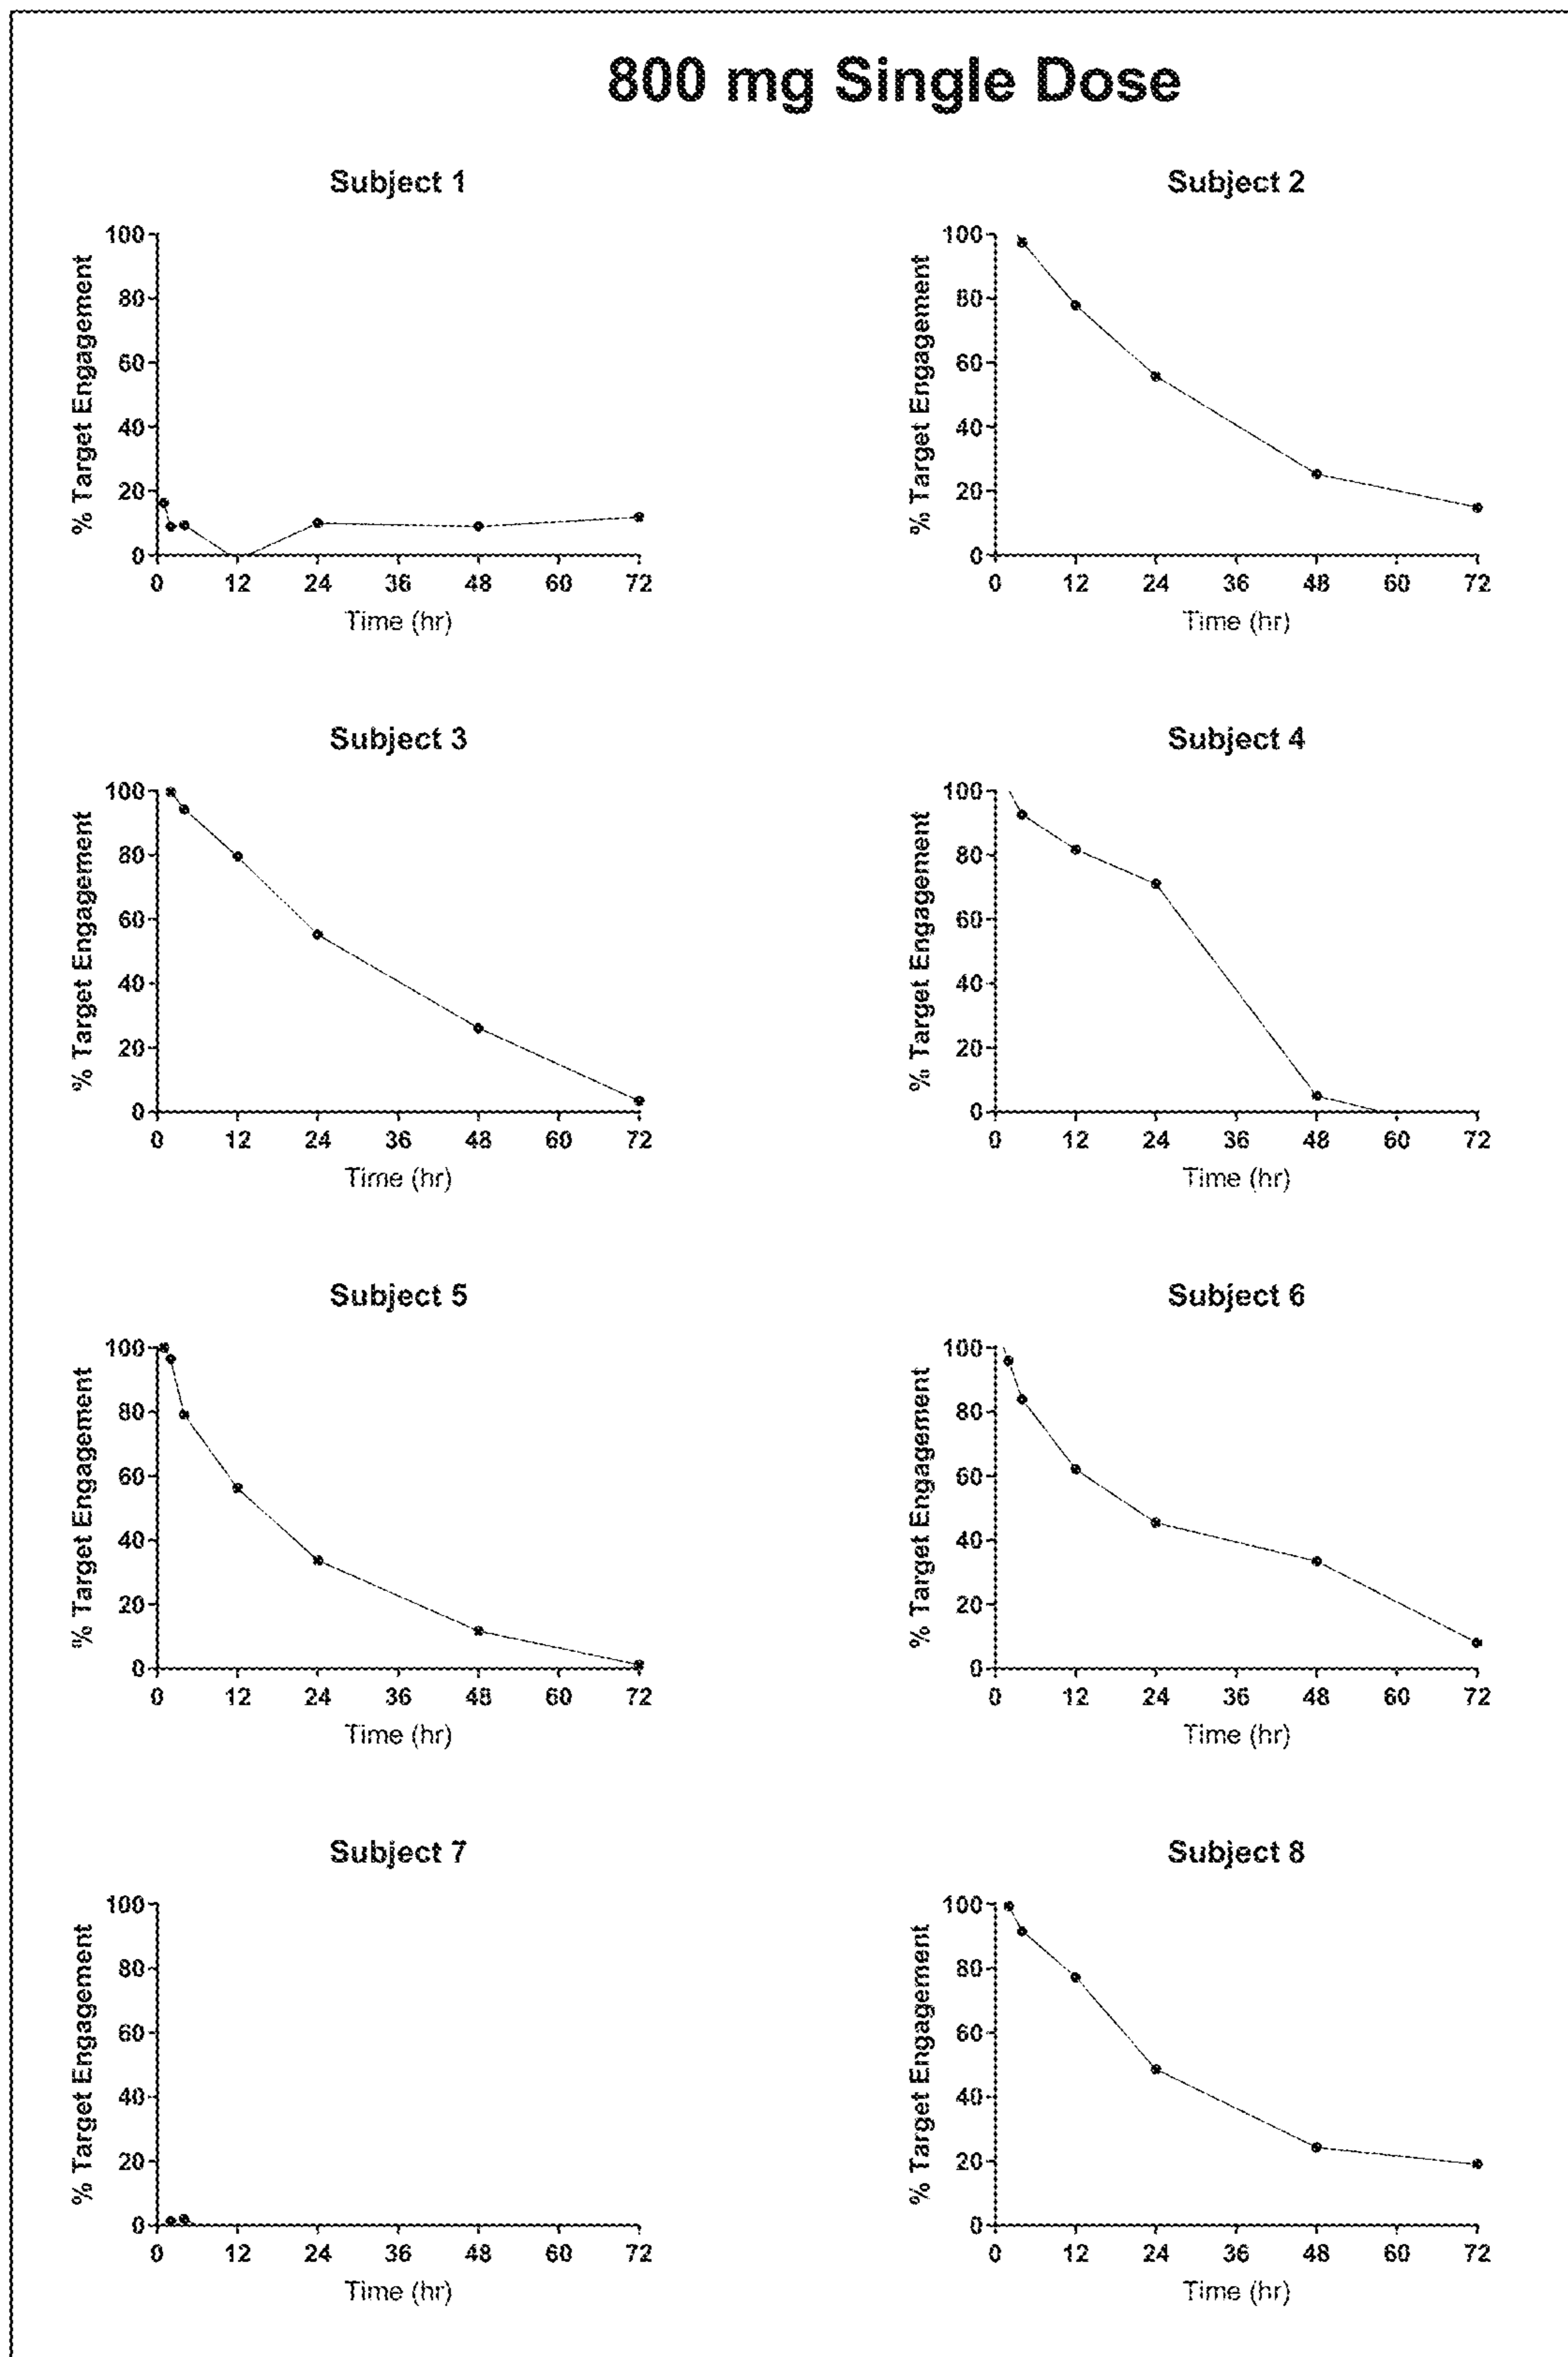 800 mg Single Dose
Subject 1
% Target Engagement
100
80
60
40
20
0
0 12 24 36 48 60 72
Time (hr)
Subject 2
% Target Engagement
100
80
60
40
20
0
0 12 24 36 48 60 72
Time (hr)
Subject 3
% Target Engagement
100
80
60
40
20
0
0 12 24 36 48 60 72
Time (hr)
Subject 4
% Target Engagement
100
80
60
40
20
0
0 12 24 36 48 60 72
Time (hr)
Subject 5
% Target Engagement
100
80
60
40
20
0
0 12 24 36 48 60 72
Time (hr)
Subject 6
% Target Engagement
100
80
60
40
20
0
0 12 24 36 48 60 72
Time (hr)
Subject 7
% Target Engagement
100
80
60
40
20
0
0 12 24 36 48 60 72
Time (hr)
Subject 8
% Target Engagement
100
80
60
40
20
0
0 12 24 36 48 60 72
Time (hr)